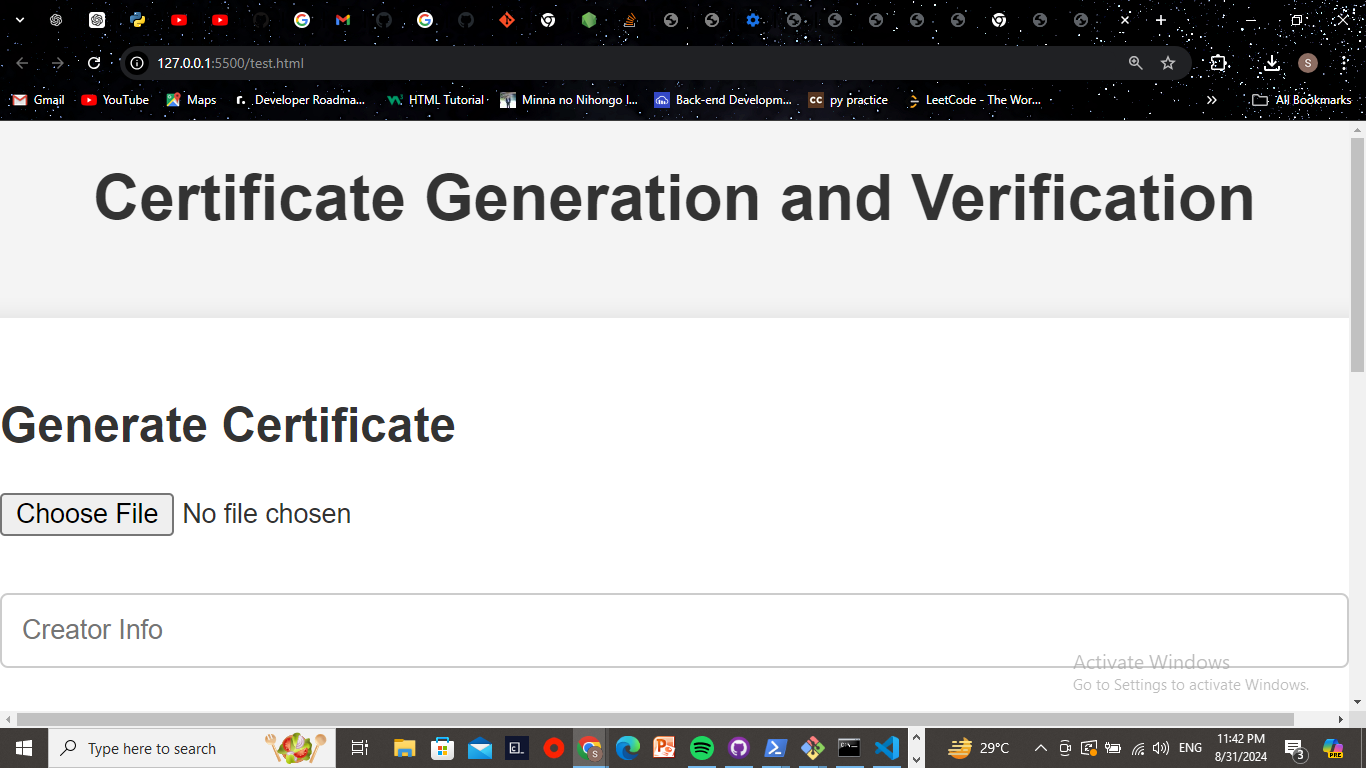 127.0.0.1:5500/test.html
S
Gmail
YouTube
Maps
r.
Developer Roadma...
HTML Tutorial
Minna no Nihongo I...
Back-end Developm...
CC
py practice
LeetCode - The Wor...
»
All Bookmarks
Certificate Generation and Verification
Generate Certificate
Choose File
No file chosen
Creator Info
Activate Windows
Go to Settings to activate Windows.
Type here to search
29°C
ENG
11:42 PM
8/31/2024
3
PRE